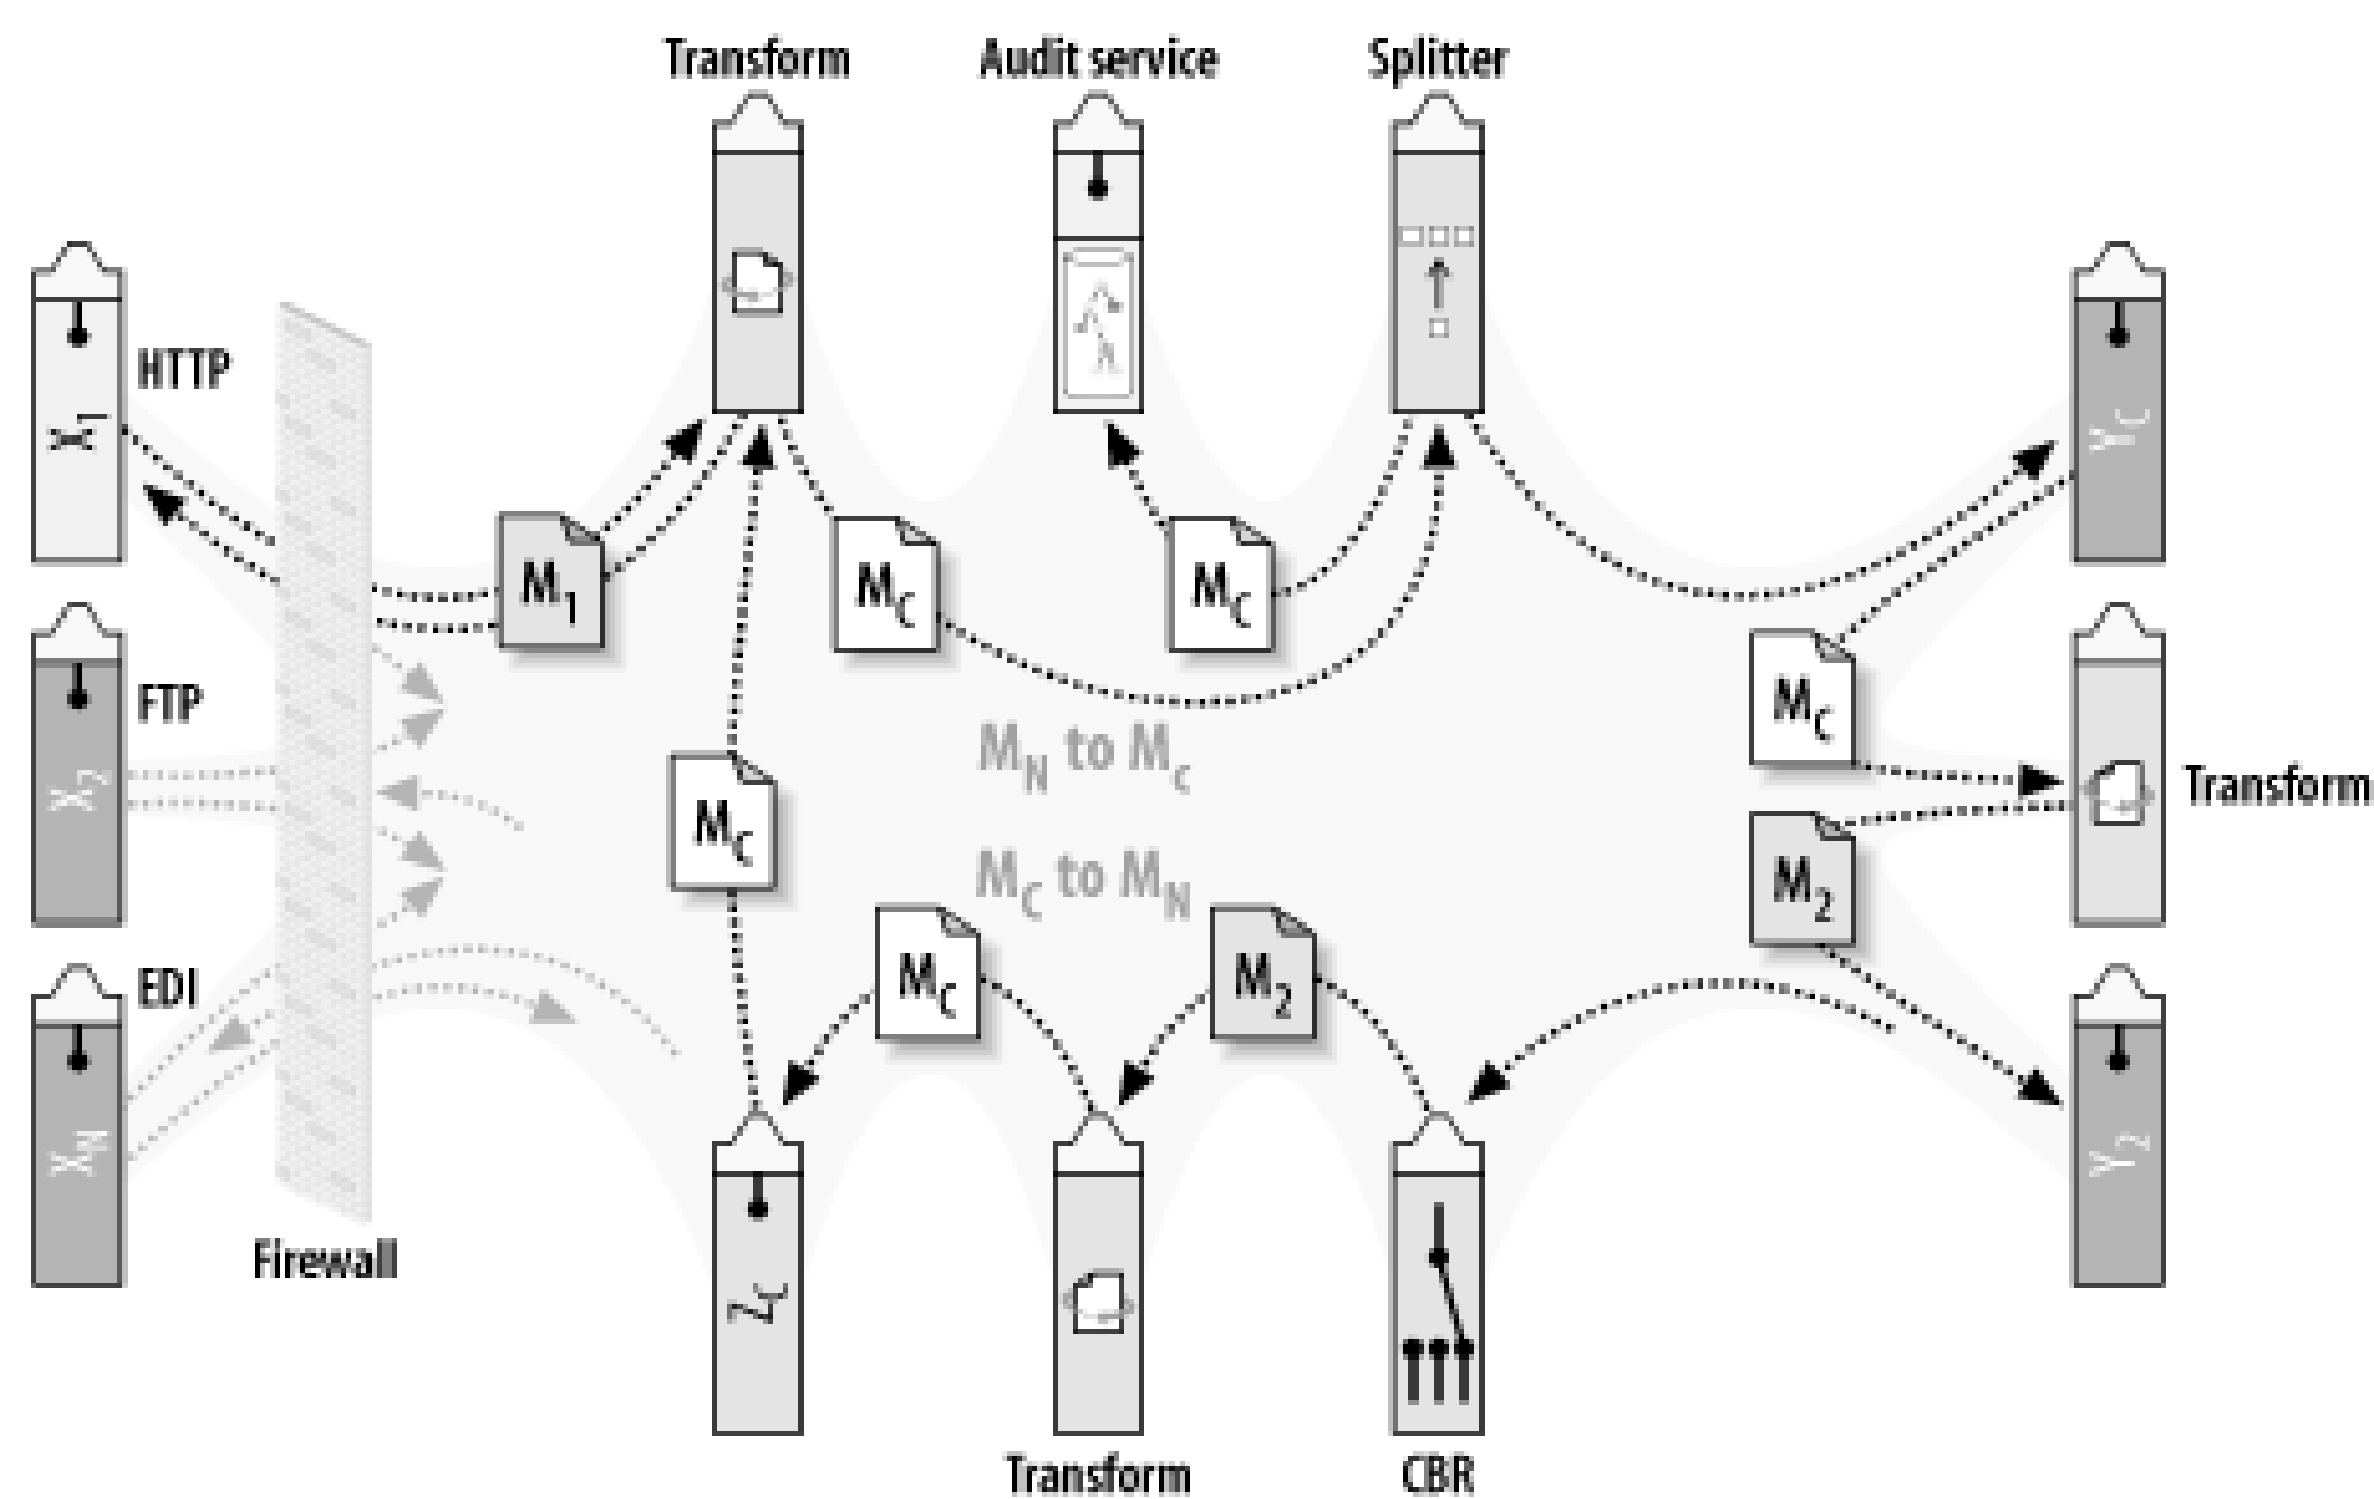 Transform
Audit service
Splitter
HTTP
X1
YC
M1
MC
MC
FTP
X2
MC
MN to Mc
Transform
MC
MC to MN
M2
EDI
MC
M2
XN
Y2
Firewall
ZC
Transform
CBR